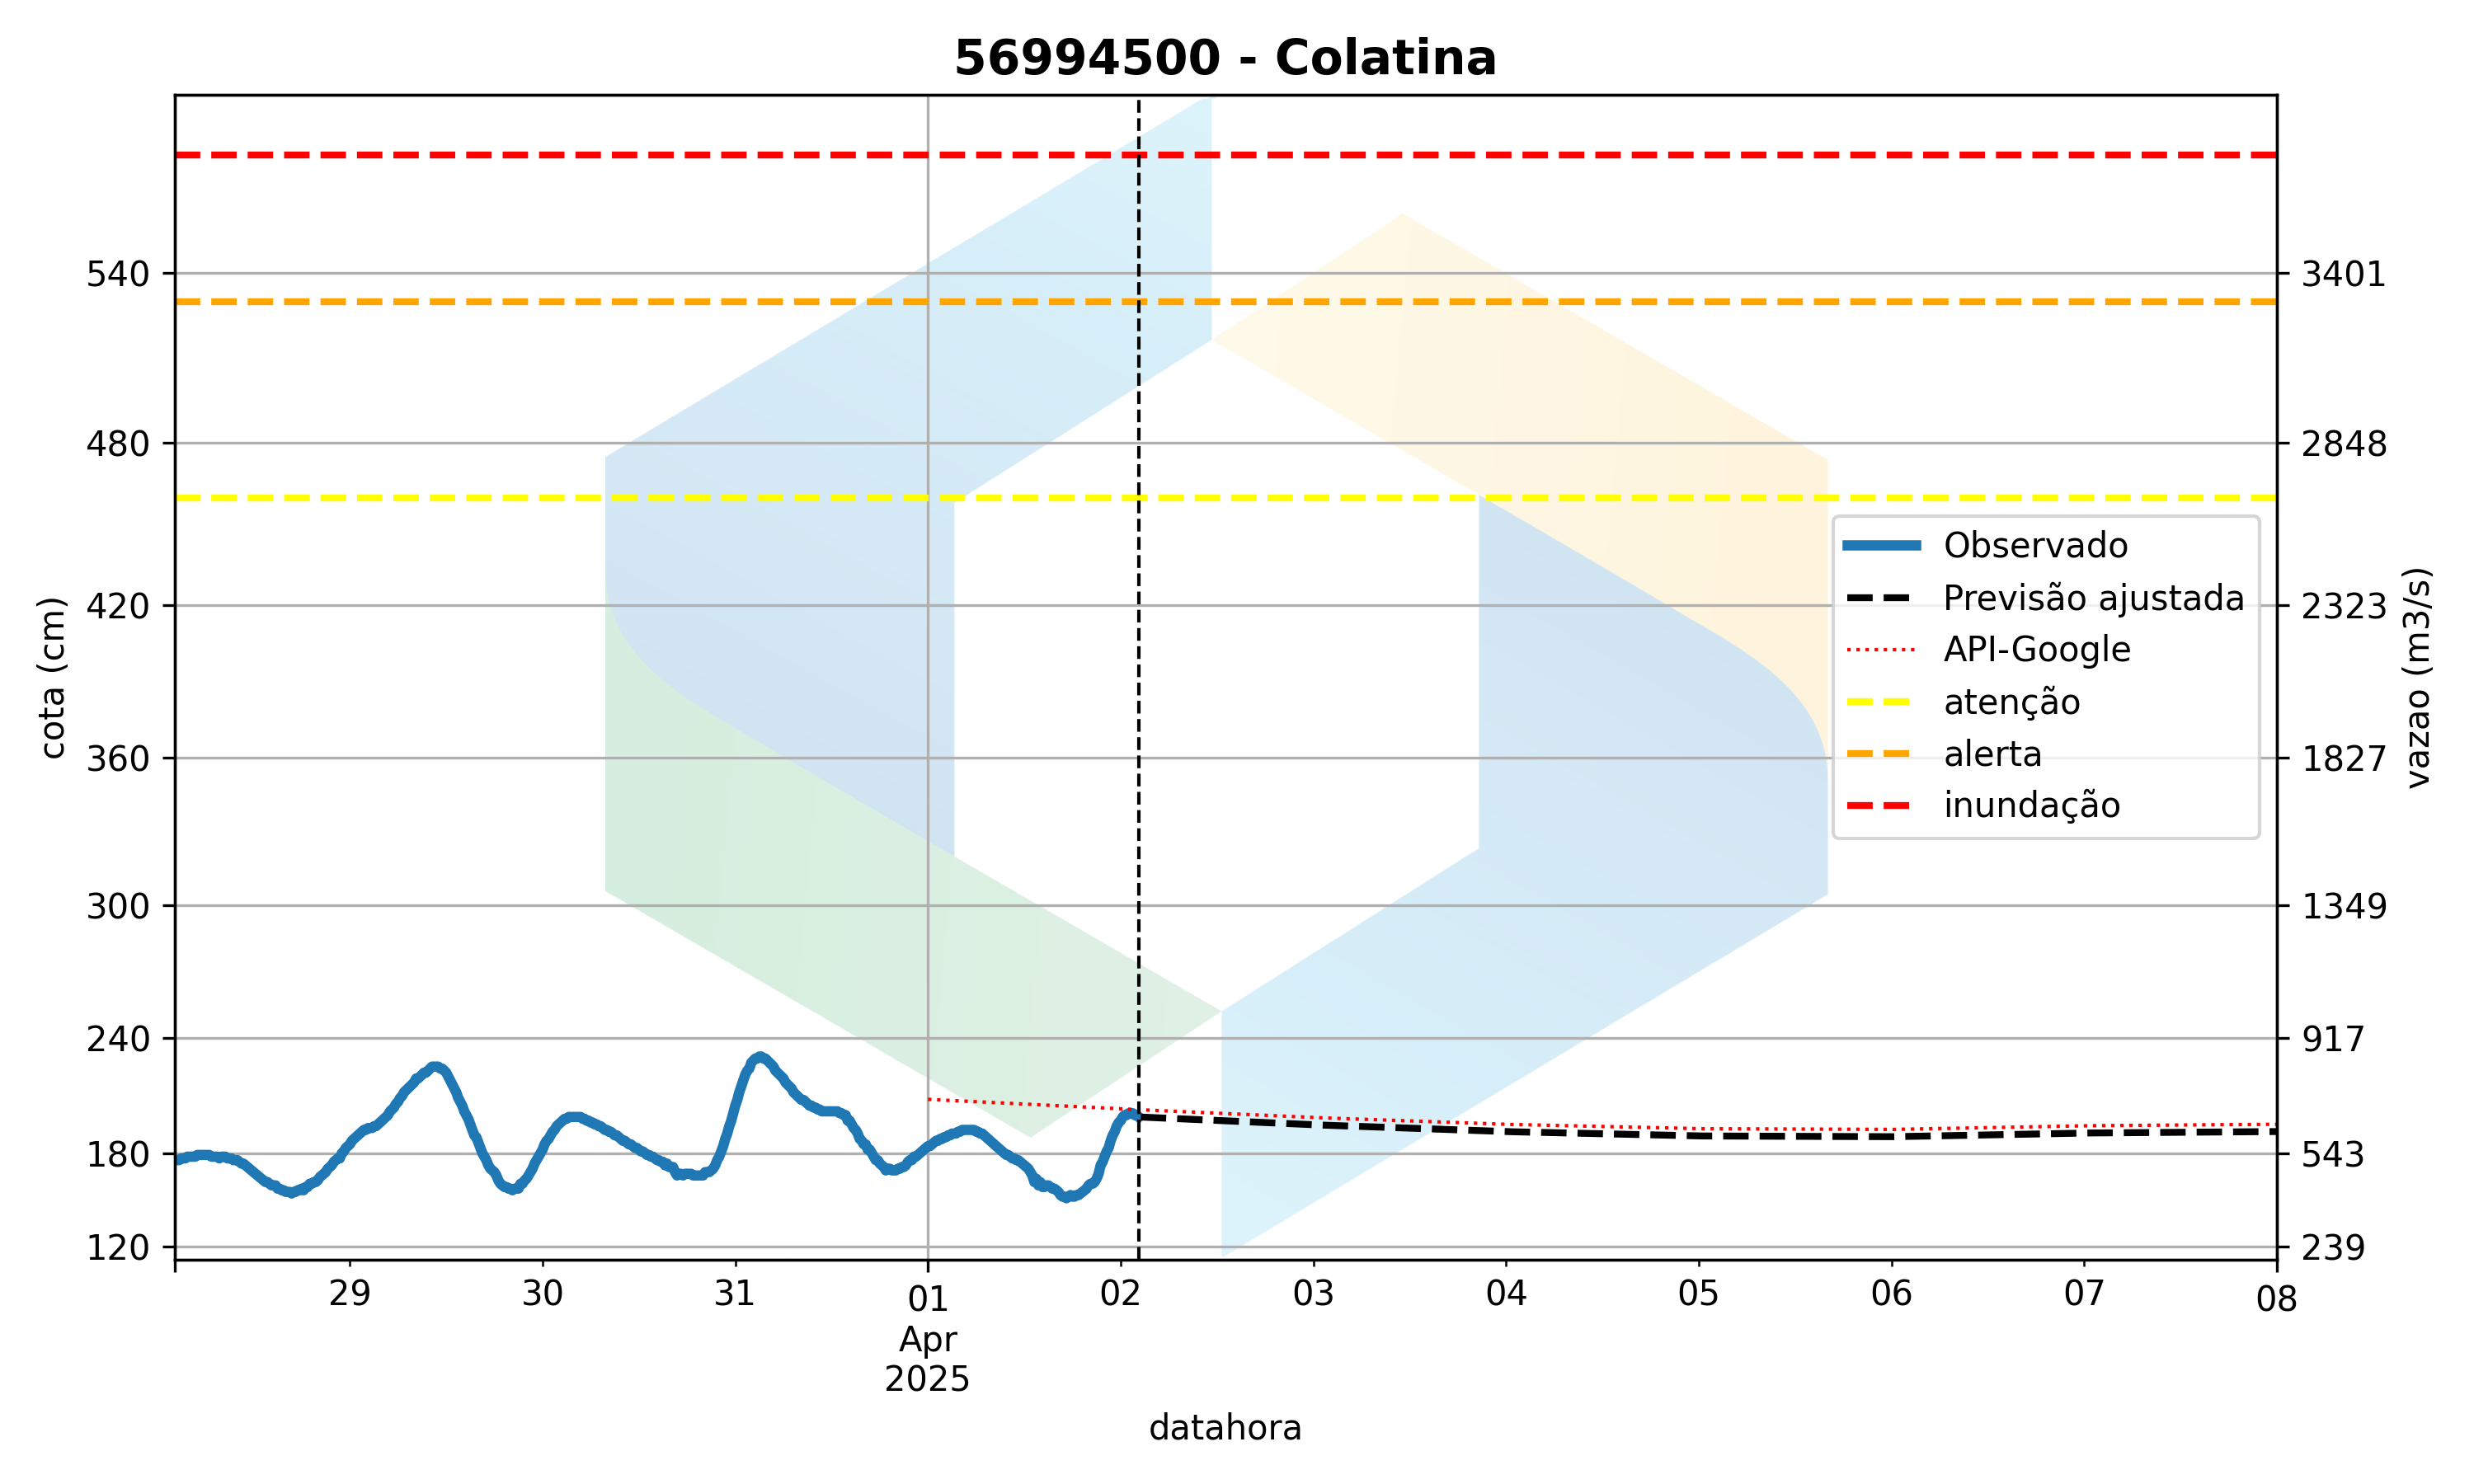 56994500 - Colatina
cota (cm)
540
480
420
360
300
240
180
120
3401
2848
2323
1827
1349
917
543
239
vazao (m3/s)
Observado
Previsão ajustada
API-Google
atenção
alerta
inundação
29 30 31 01 02 03 04 05 06 07 08
Apr
2025
datahora